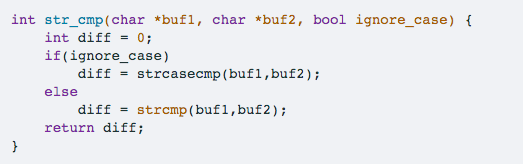 int str_cmp(char *buf1, char *buf2, bool ignore_case) {
    int diff = 0;
    if(ignore_case)
        diff = strcasecmp(buf1,buf2);
    else
        diff = strcmp(buf1,buf2);
    return diff;
}